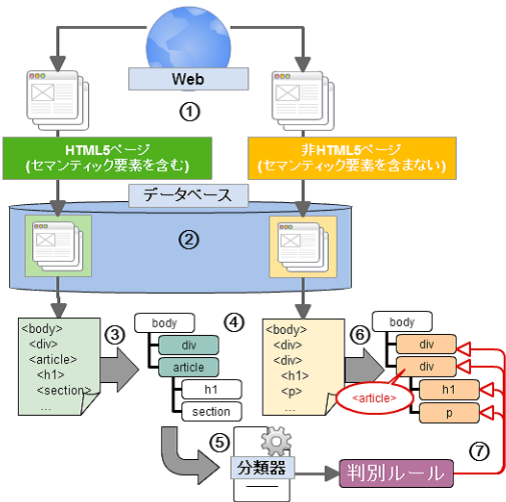 Web
①
HTML5ページ
(セマンティック要素を含む)
非HTML5ページ
(セマンティック要素を含まない)
データベース
②
<body>
<div>
<article>
<h1>
<section>
…
③
body
div
article
h1
section
④
<body>
<div>
<div>
<h1>
<p>
…
⑥
body
div
div
h1
p
<article>
⑤
分類器
判別ルール
⑦